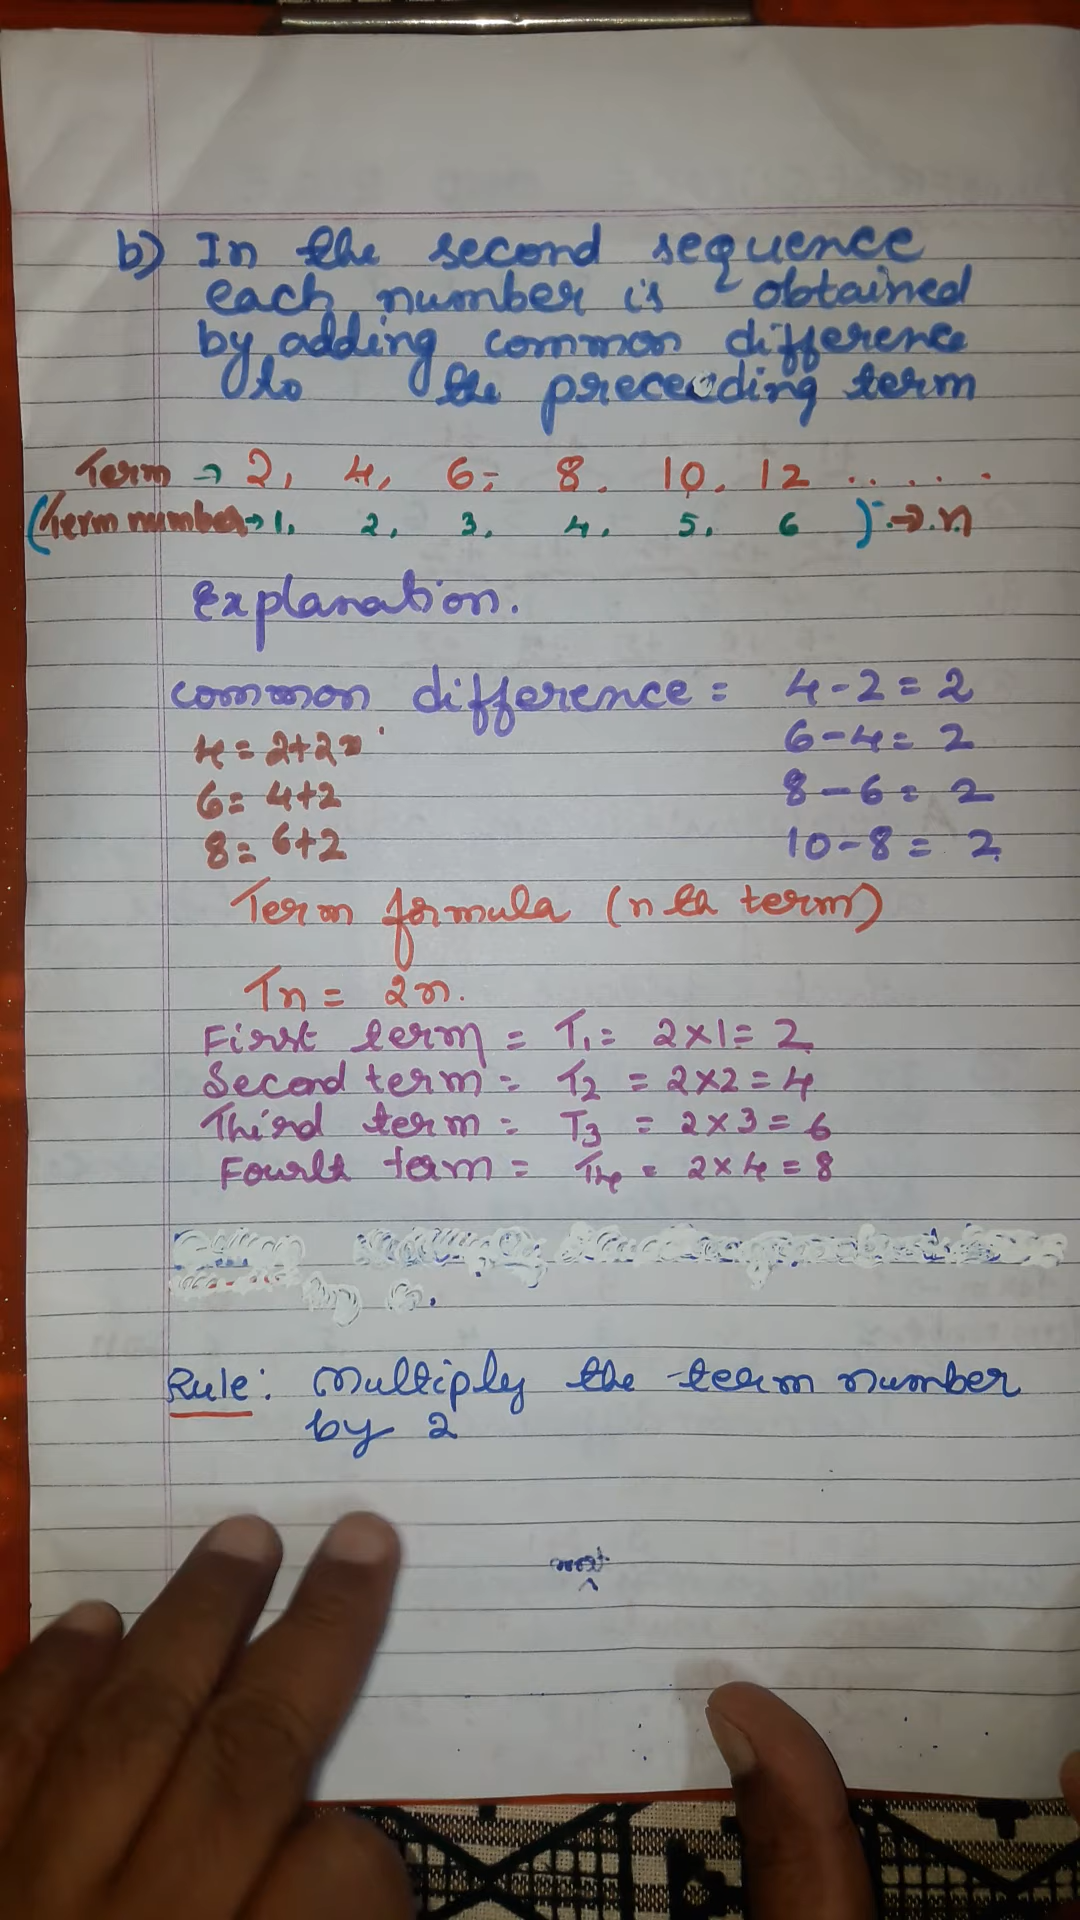 b) In the second sequence
each number is obtained
by adding common difference
to the preceeding term
Term → 2, 4, 6, 8, 10, 12 .....
(Term number → 1, 2, 3, 4, 5, 6 ) → n
Explanation.
common difference = 4-2=2
4=2+2 6-4=2
6=4+2 8-6=2
8=6+2 10-8=2
Term formula (nth term)
Tn = 2n.
First term = T1 = 2×1=2
Second term = T2 = 2×2=4
Third term = T3 = 2×3=6
Fourth term = T4 = 2×4=8
Rule: Multiply the term number
by 2